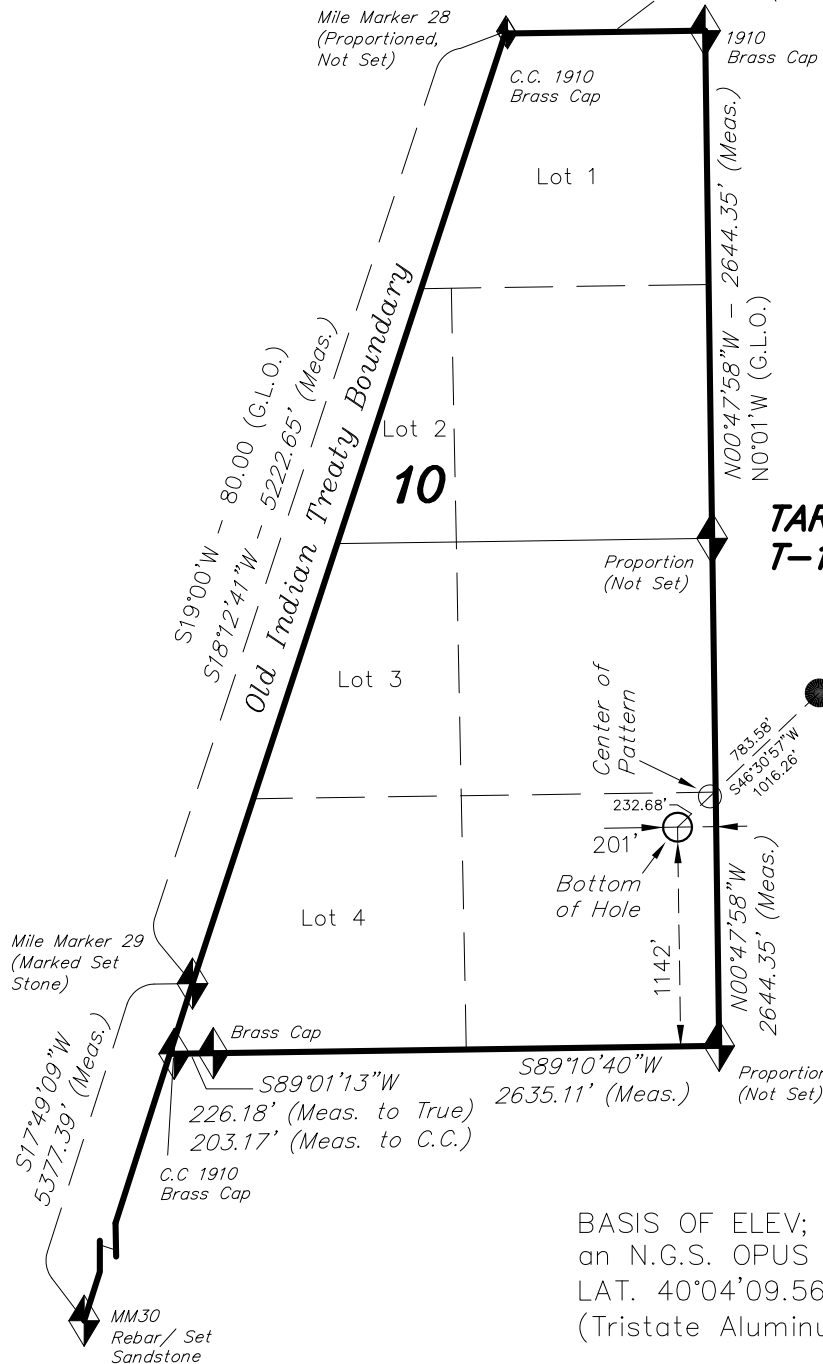 Mile Marker 28
(Proportioned,
Not Set)
1910
Brass Cap
C.C. 1910
Brass Cap
Lot 1
N00°47'58"W - 2644.35' (Meas.)
N0°01'W (G.L.O.)
S19°00'W - 80.00 (G.L.O.)
S18°12'41"W - 5222.65' (Meas.)
Old Indian Treaty Boundary
Lot 2
10
TAR
T-1
Proportion
(Not Set)
Lot 3
Center of
Pattern
783.58'
S46°30'57"W
1016.26'
232.68'
201'
Bottom
of Hole
1142'
N00°47'58"W
2644.35' (Meas.)
Lot 4
Mile Marker 29
(Marked Set
Stone)
Brass Cap
S89°01'13"W
226.18' (Meas. to True)
203.17' (Meas. to C.C.)
S89°10'40"W
2635.11' (Meas.)
Proportion
(Not Set)
S17°49'09"W
5377.39' (Meas.)
C.C 1910
Brass Cap
MM30
Rebar/ Set
Sandstone
BASIS OF ELEV;
an N.G.S. OPUS
LAT. 40°04'09.56
(Tristate Aluminu